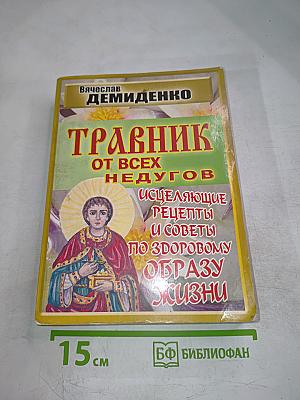 Вячеслав
ДЕМИДЕНКО
ТРАВНИК
ОТ ВСЕХ
НЕДУГОВ
ИСЦЕЛЯЮЩИЕ
РЕЦЕПТЫ
И СОВЕТЫ
ПО ЗДОРОВОМУ
ОБРАЗУ
ЖИЗНИ
15 см
БФ БИБЛИОФАН